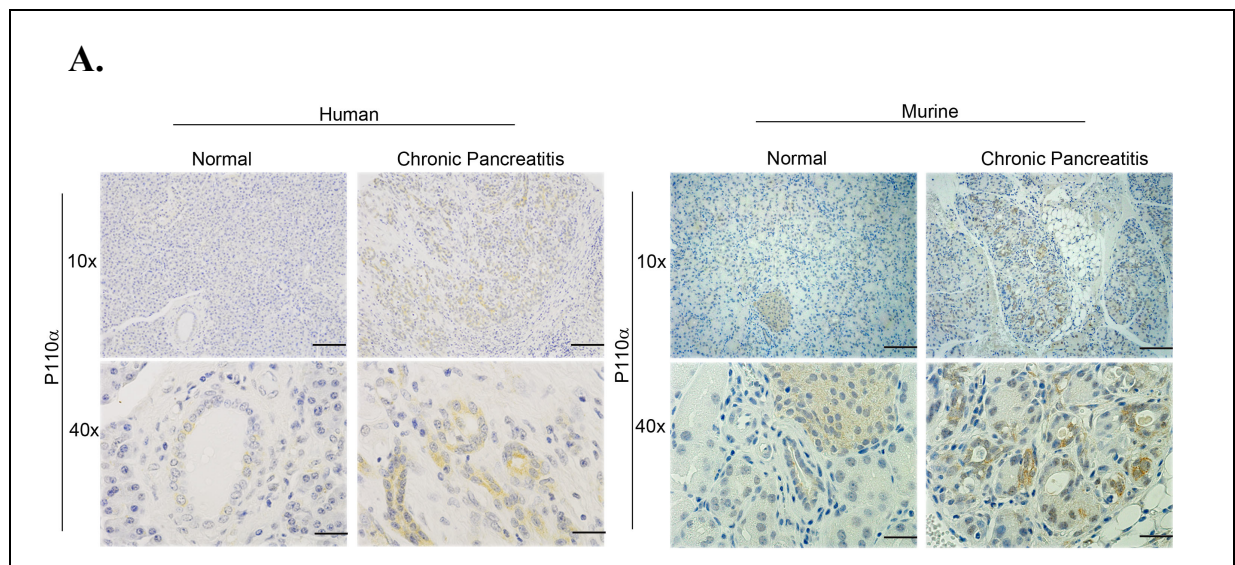 A.
Human
Murine
Normal
Chronic Pancreatitis
Normal
Chronic Pancreatitis
10x
10x
P110α
P110α
40x
40x